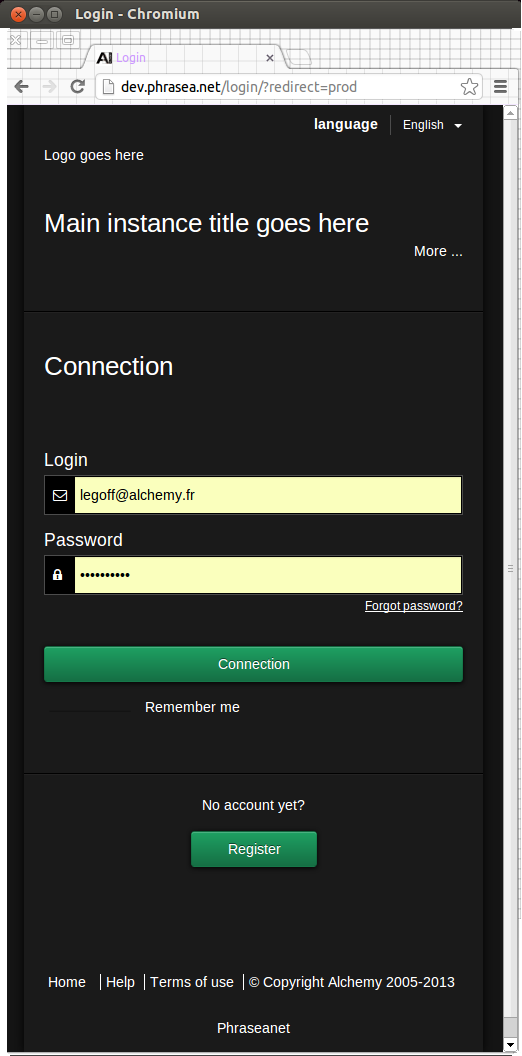 Login - Chromium
Login
dev.phrasea.net/login/?redirect=prod
language English
Logo goes here
Main instance title goes here
More ...
Connection
Login
legoff@alchemy.fr
Password
••••••••••
Forgot password?
Connection
Remember me
No account yet?
Register
Home | Help | Terms of use | © Copyright Alchemy 2005-2013
Phraseanet